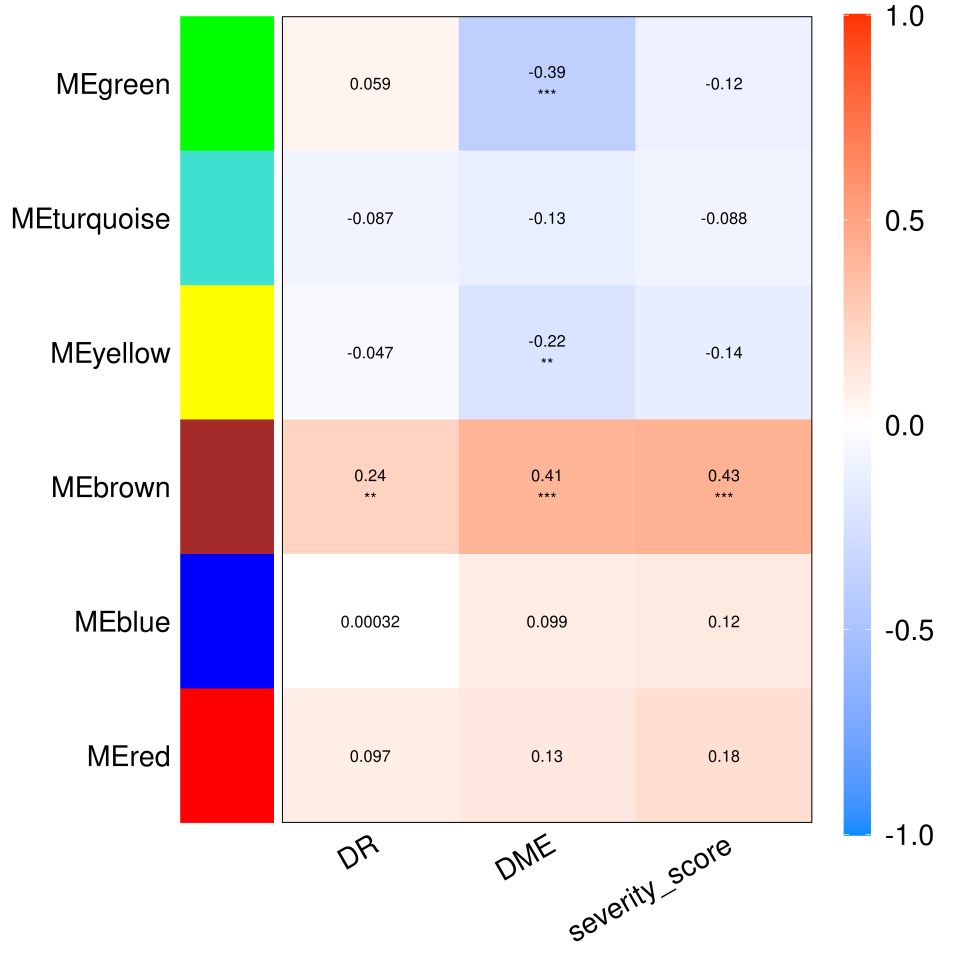 1.0
MEgreen 0.059 -0.39 -0.12
***
MEturquoise -0.087 -0.13 -0.088
0.5
MEyellow -0.047 -0.22 -0.14
**
0.0
MEbrown 0.24 0.41 0.43
** *** ***
MEblue 0.00032 0.099 0.12
-0.5
MEred 0.097 0.13 0.18
-1.0
DR DME severity_score